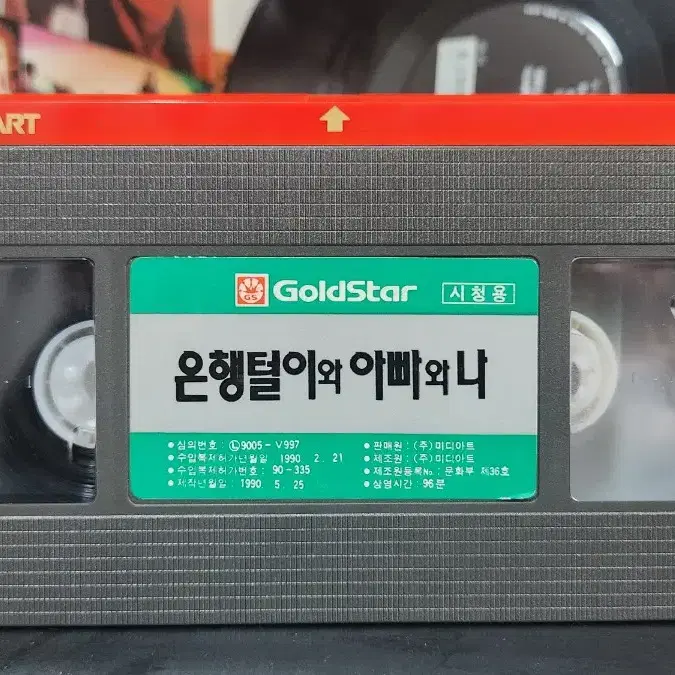 ART
GS GoldStar 시청용
은행털이와 아빠와 나
• 심의번호 : Ⓛ9005-V997
• 수입복제허가년월일 1990 2. 21
• 수입복제허가번호 : 90-335
• 제작년월일 : 1990 5. 25
• 판매원 : (주)미디아트
• 제조원 : (주)미디아트
• 제조원등록No. : 문화부 제36호
• 상영시간 : 96분